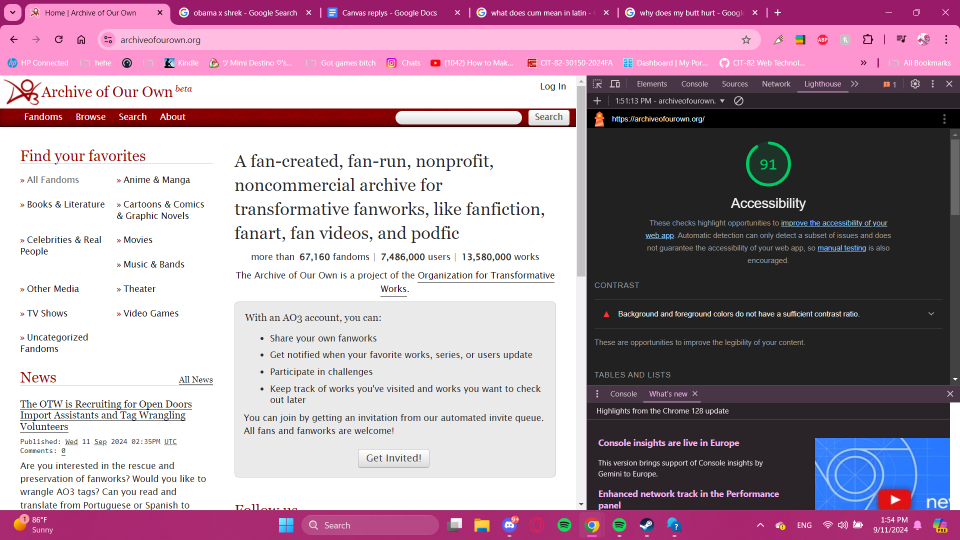 Home | Archive of Our Own
obama x shrek - Google Search
Canvas replys - Google Docs
what does cum mean in latin - G
why does my butt hurt - Google
archiveofourown.org
HP Connected
hehe
Kindle
Got games bitch
Chats
(1042) How to Mak...
CIT-82-30150-2024FA
Dashboard | My Por...
CIT-82 Web Technol...
All Bookmarks
Archive of Our Own beta
Log In
Fandoms Browse Search About
Search
Find your favorites
» All Fandoms
» Anime & Manga
» Books & Literature
» Cartoons & Comics
& Graphic Novels
» Celebrities & Real
People
» Movies
» Music & Bands
» Other Media
» Theater
» TV Shows
» Video Games
» Uncategorized
Fandoms
News
All News
The OTW is Recruiting for Open Doors
Import Assistants and Tag Wrangling
Volunteers
Published: Wed 11 Sep 2024 02:35PM UTC
Comments: 0
Are you interested in the rescue and
preservation of fanworks? Would you like to
wrangle AO3 tags? Can you read and
translate from Portuguese or Spanish to
A fan-created, fan-run, nonprofit,
noncommercial archive for
transformative fanworks, like fanfiction,
fanart, fan videos, and podfic
more than 67,160 fandoms | 7,486,000 users | 13,580,000 works
The Archive of Our Own is a project of the Organization for Transformative
Works.
With an AO3 account, you can:
• Share your own fanworks
• Get notified when your favorite works, series, or users update
• Participate in challenges
• Keep track of works you've visited and works you want to check
out later
You can join by getting an invitation from our automated invite queue.
All fans and fanworks are welcome!
Get Invited!
Follow us
Elements Console Sources Network Lighthouse
1
1:51:13 PM - archiveofourown.
https://archiveofourown.org/
91
Accessibility
These checks highlight opportunities to improve the accessibility of your
web app. Automatic detection can only detect a subset of issues and does
not guarantee the accessibility of your web app, so manual testing is also
encouraged.
CONTRAST
Background and foreground colors do not have a sufficient contrast ratio.
These are opportunities to improve the legibility of your content.
TABLES AND LISTS
Console What's new
Highlights from the Chrome 128 update
Console insights are live in Europe
This version brings support of Console insights by
Gemini to Europe.
Enhanced network track in the Performance
panel
new
86°F
Sunny
Search
ENG
1:54 PM
9/11/2024